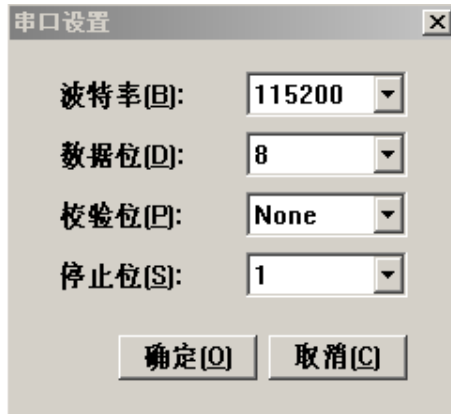 串口设置
波特率(B): 115200
数据位(D): 8
校验位(P): None
停止位(S): 1
确定(O) 取消(C)